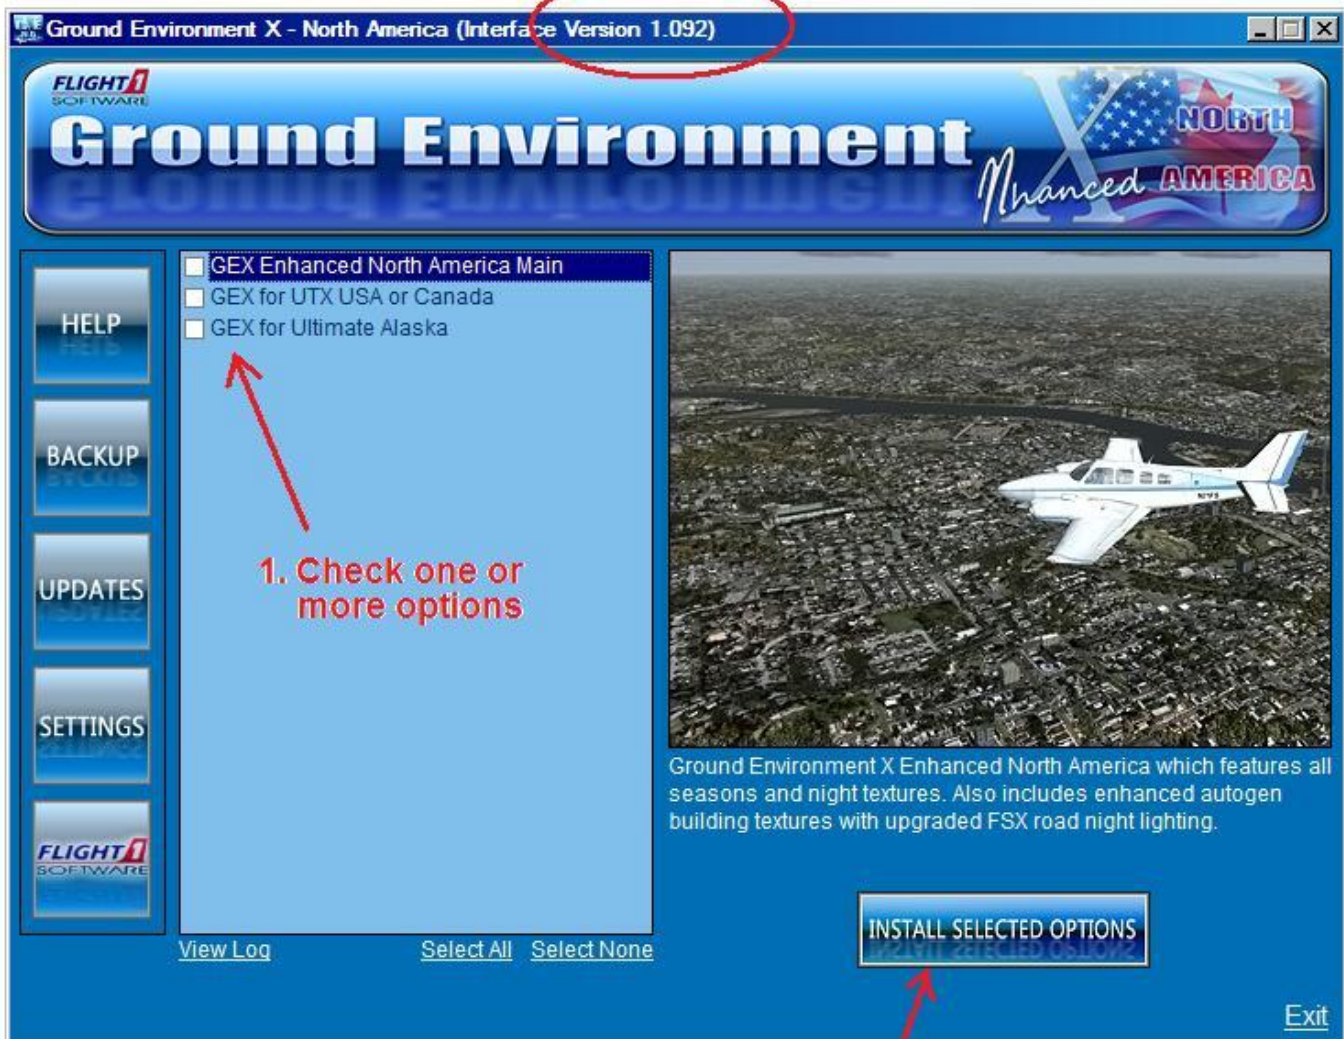 Ground Environment X - North America (Interface Version 1.092)
FLIGHT1
SOFTWARE
Ground Environment
X
Nhanced
NORTH
AMERICA
HELP
BACKUP
UPDATES
SETTINGS
FLIGHT1
SOFTWARE
GEX Enhanced North America Main
GEX for UTX USA or Canada
GEX for Ultimate Alaska
1. Check one or
more options
View Log Select All Select None
Ground Environment X Enhanced North America which features all
seasons and night textures. Also includes enhanced autogen
building textures with upgraded FSX road night lighting.
INSTALL SELECTED OPTIONS
Exit